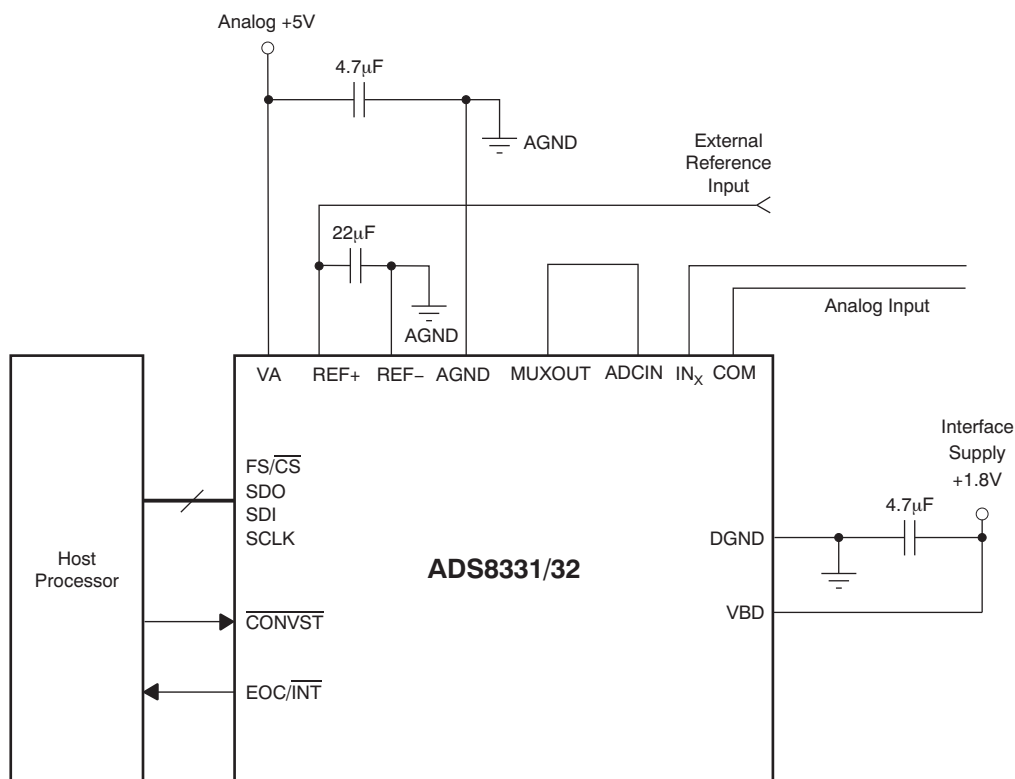 Analog +5V
4.7μF
AGND
External
Reference
Input
22μF
AGND
Analog Input
VA REF+ REF− AGND MUXOUT ADCIN INX COM
Interface
Supply
+1.8V
4.7μF
FS/CS
SDO
SDI
SCLK
DGND
Host
Processor
ADS8331/32
VBD
CONVST
EOC/INT